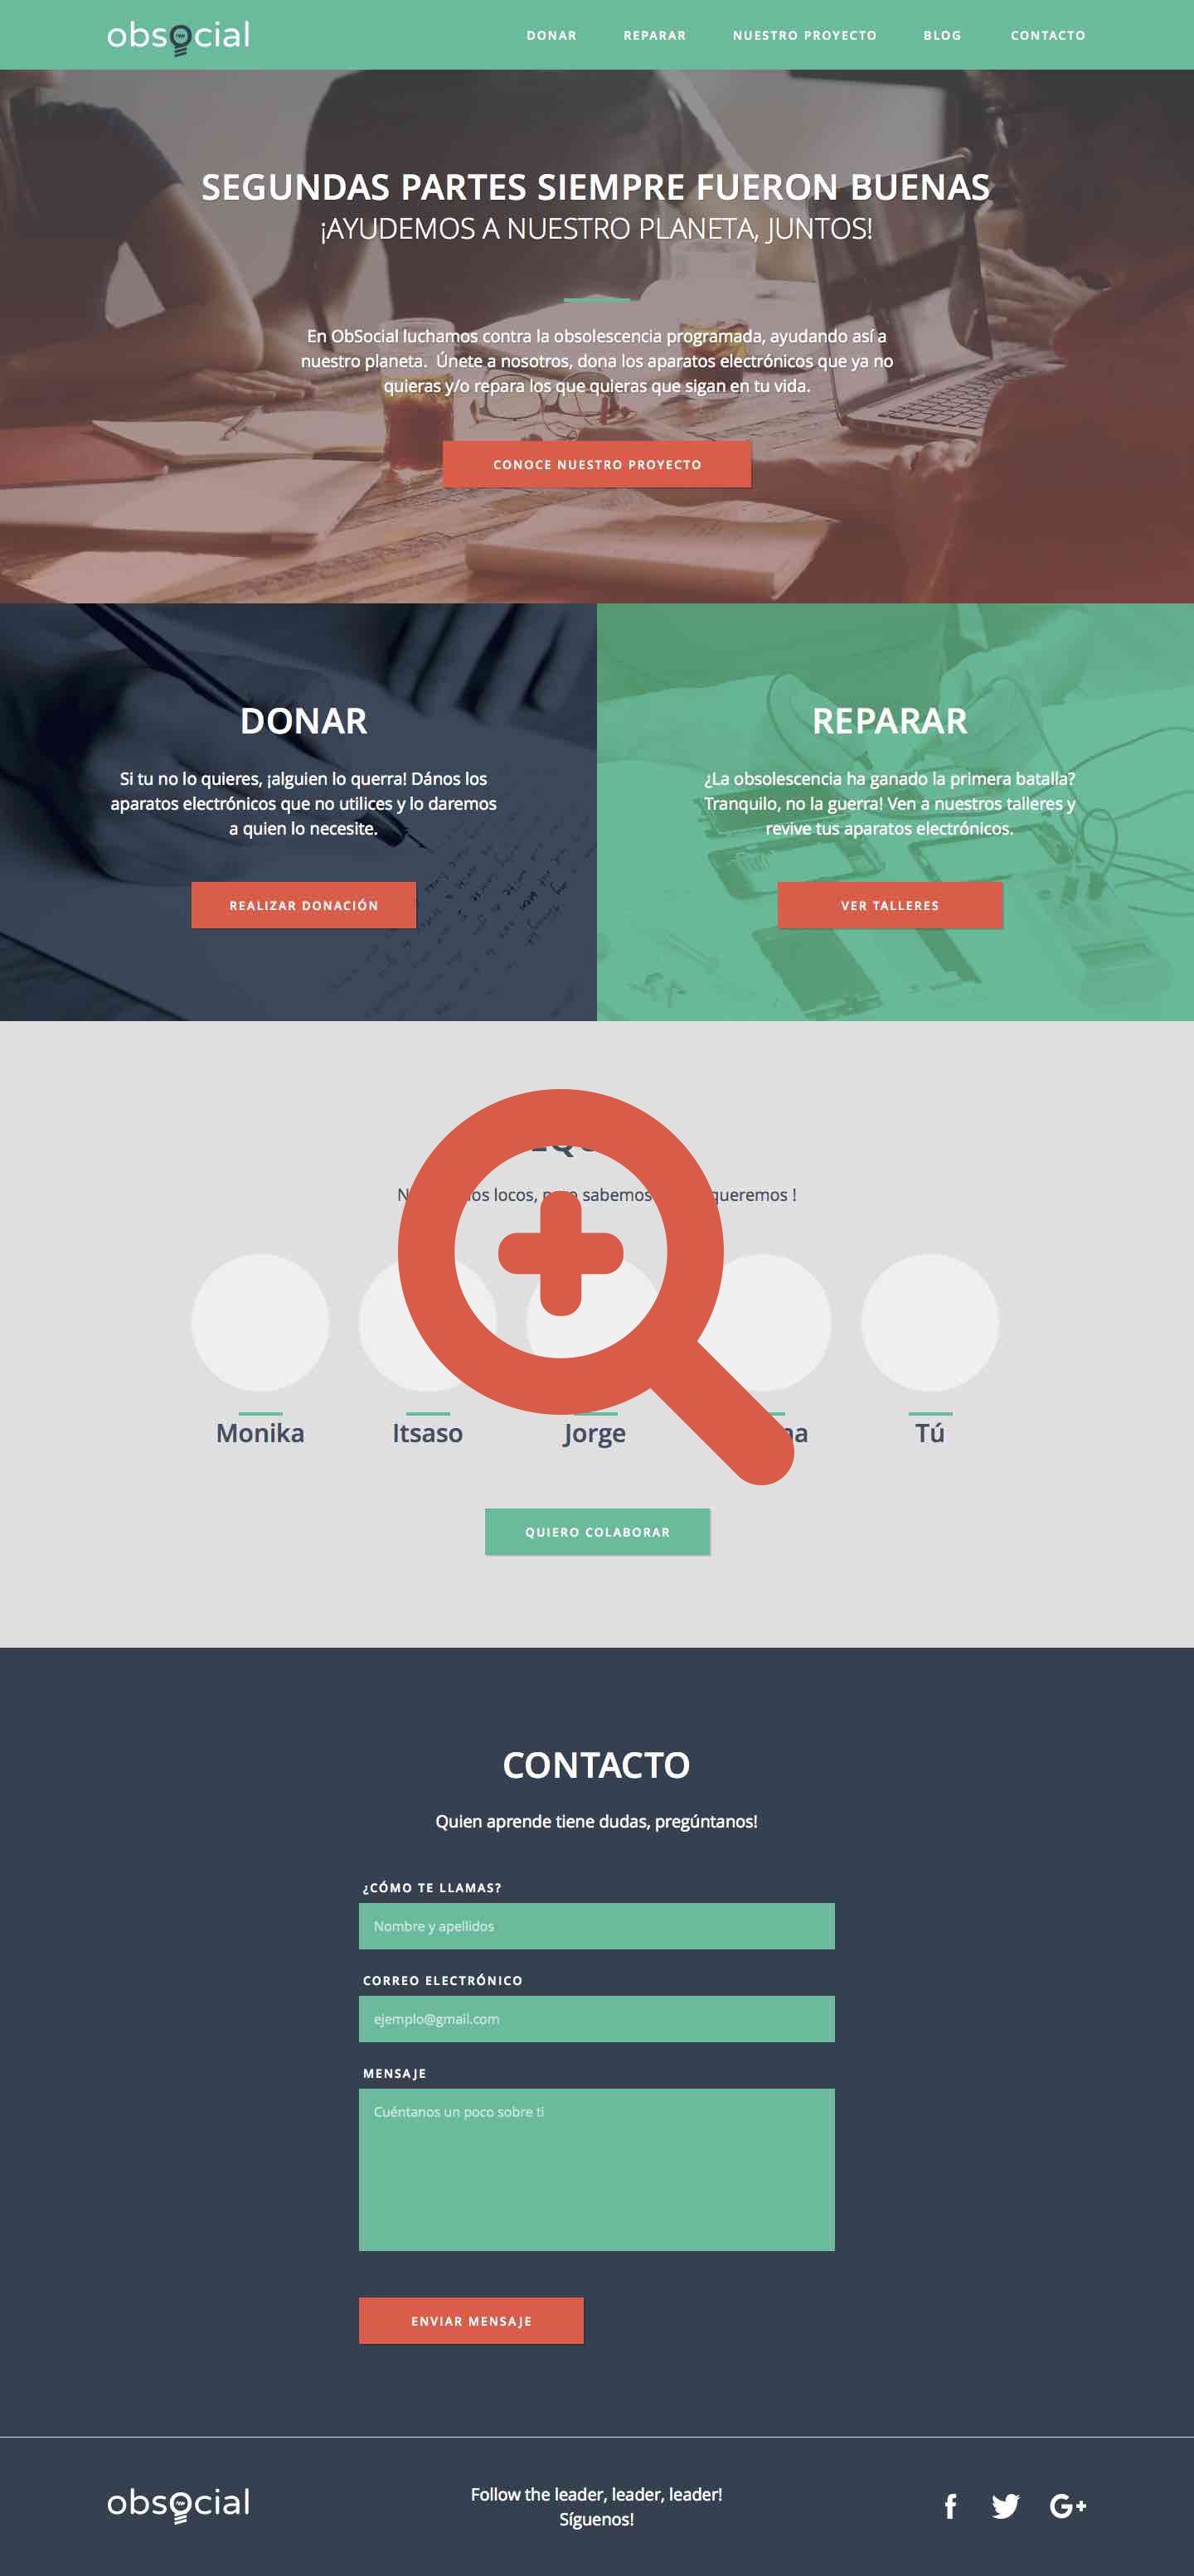 obsocial
DONAR REPARAR NUESTRO PROYECTO BLOG CONTACTO
SEGUNDAS PARTES SIEMPRE FUERON BUENAS
¡AYUDEMOS A NUESTRO PLANETA, JUNTOS!
En ObSocial luchamos contra la obsolescencia programada, ayudando así a
nuestro planeta. Únete a nosotros, dona los aparatos electrónicos que ya no
quieras y/o repara los que quieras que sigan en tu vida.
CONOCE NUESTRO PROYECTO
DONAR
Si tu no lo quieres, ¡alguien lo querra! Dános los
aparatos electrónicos que no utilices y lo daremos
a quien lo necesite.
REALIZAR DONACIÓN
REPARAR
¿La obsolescencia ha ganado la primera batalla?
Tranquilo, no la guerra! Ven a nuestros talleres y
revive tus aparatos electrónicos.
VER TALLERES
locos, sabemos queremos !
Monika Itsaso Jorge Tú
QUIERO COLABORAR
CONTACTO
Quien aprende tiene dudas, pregúntanos!
¿CÓMO TE LLAMAS?
Nombre y apellidos
CORREO ELECTRÓNICO
ejemplo@gmail.com
MENSAJE
Cuéntanos un poco sobre ti
ENVIAR MENSAJE
obsocial
Follow the leader, leader, leader!
Síguenos!
f G+